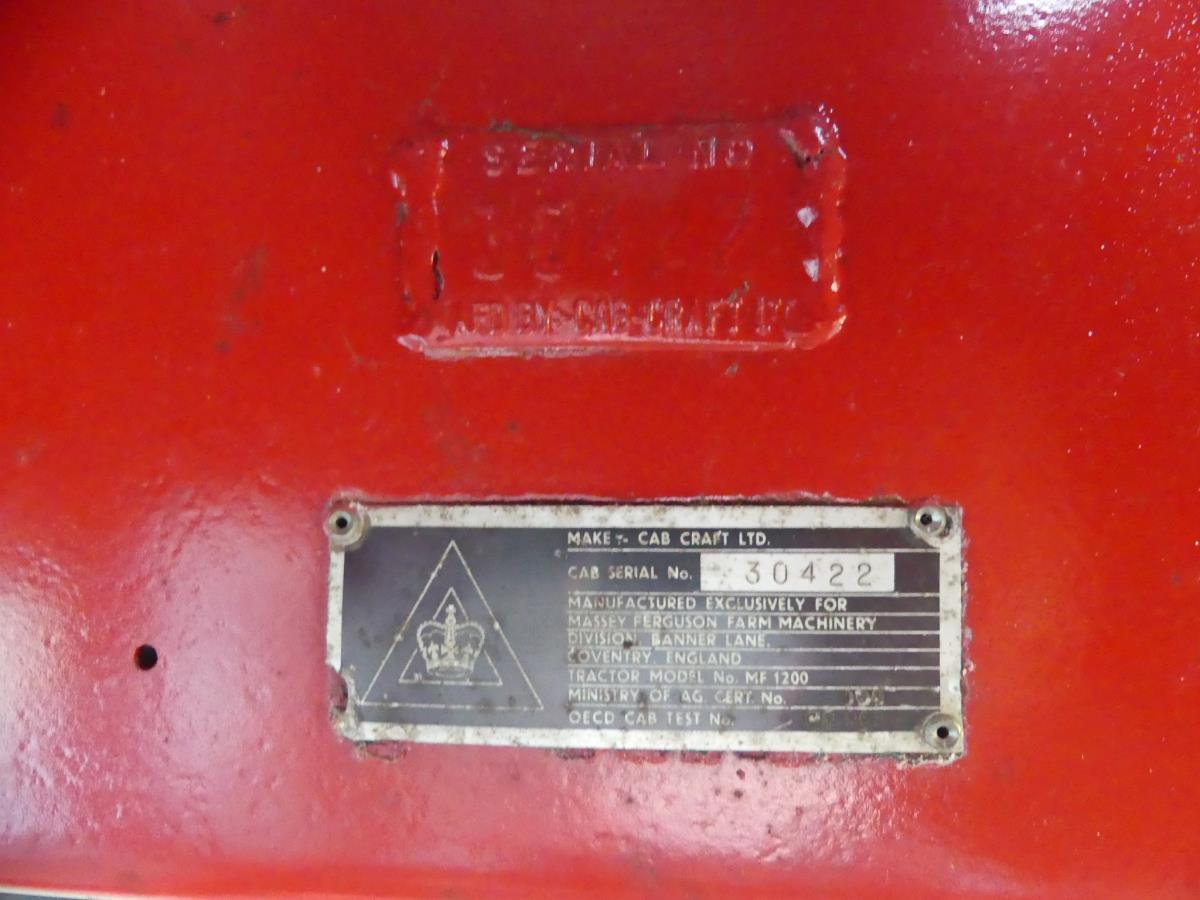 SERIAL NO
CAB-CRAFT
MAKE :- CAB CRAFT LTD.
CAB SERIAL No. 30422
MANUFACTURED EXCLUSIVELY FOR
MASSEY FERGUSON FARM MACHINERY
DIVISION, BANNER LANE,
COVENTRY, ENGLAND
TRACTOR MODEL No. MF 1200
MINISTRY OF AG. CERT. No.
OECD CAB TEST No.